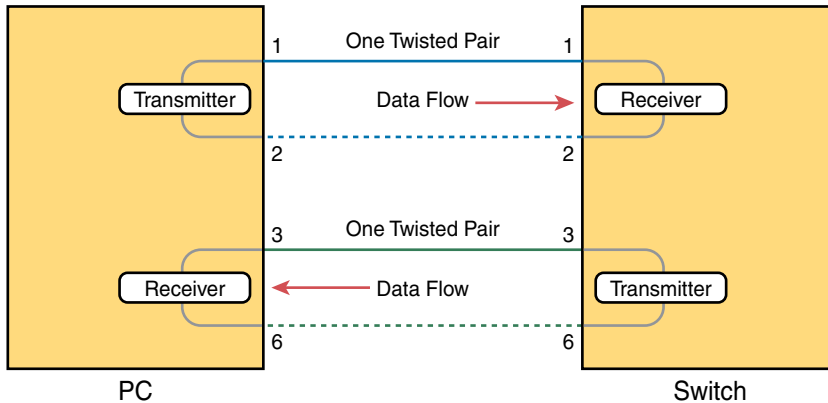 1 One Twisted Pair 1
Transmitter Data Flow Receiver
2 2
3 One Twisted Pair 3
Receiver Data Flow Transmitter
6 6
PC Switch